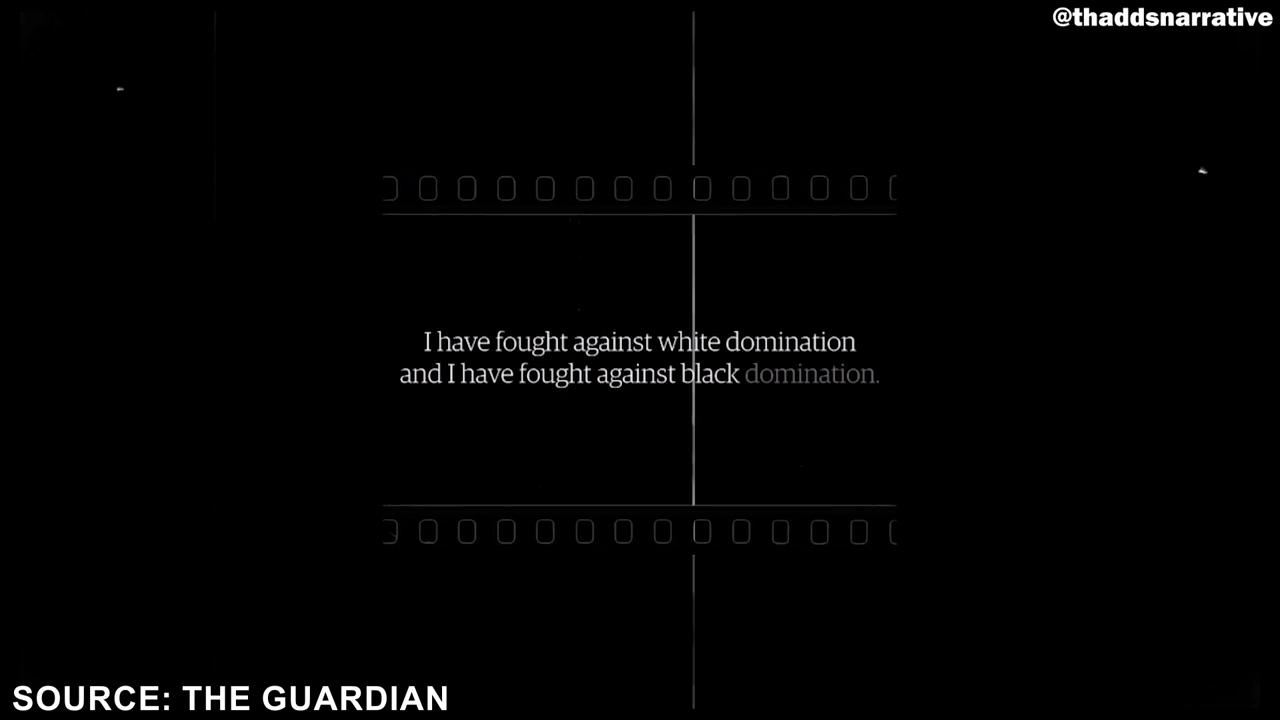 @thaddsnarrative
I have fought against white domination
and I have fought against black domination.
SOURCE: THE GUARDIAN